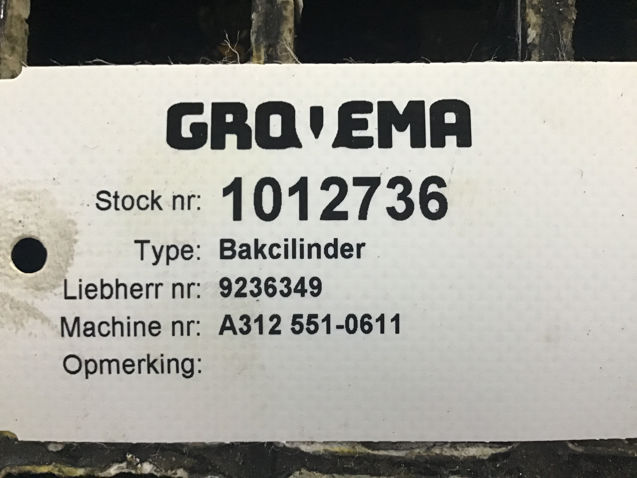 GROVEMA
Stock nr: 1012736
Type: Bakcilinder
Liebherr nr: 9236349
Machine nr: A312 551-0611
Opmerking: